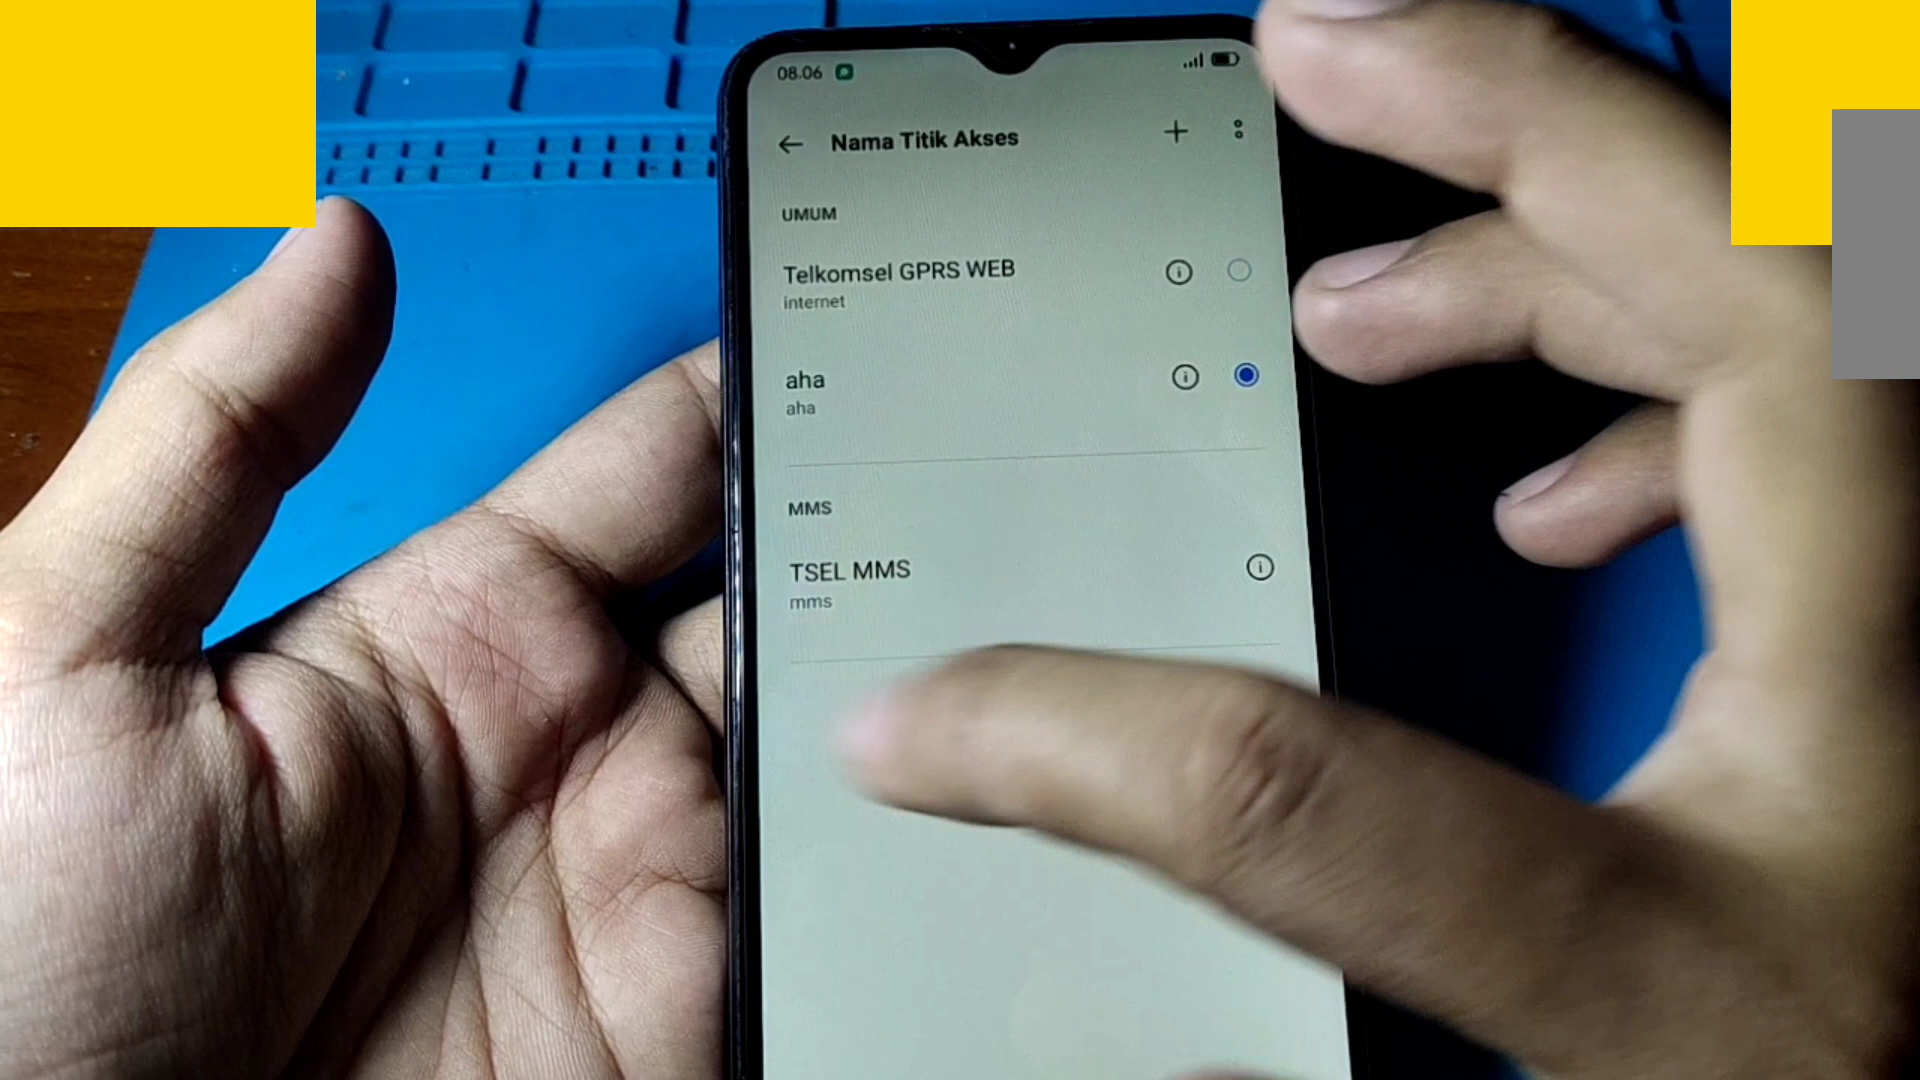 08.06
Nama Titik Akses
UMUM
Telkomsel GPRS WEB
internet
aha
aha
MMS
TSEL MMS
mms